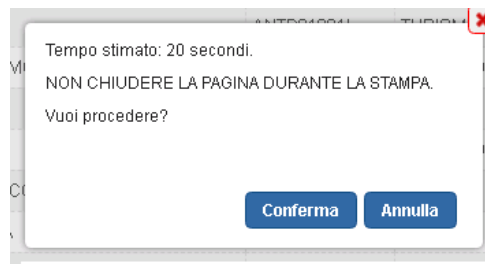 Tempo stimato: 20 secondi.
NON CHIUDERE LA PAGINA DURANTE LA STAMPA.
Vuoi procedere?
Conferma Annulla